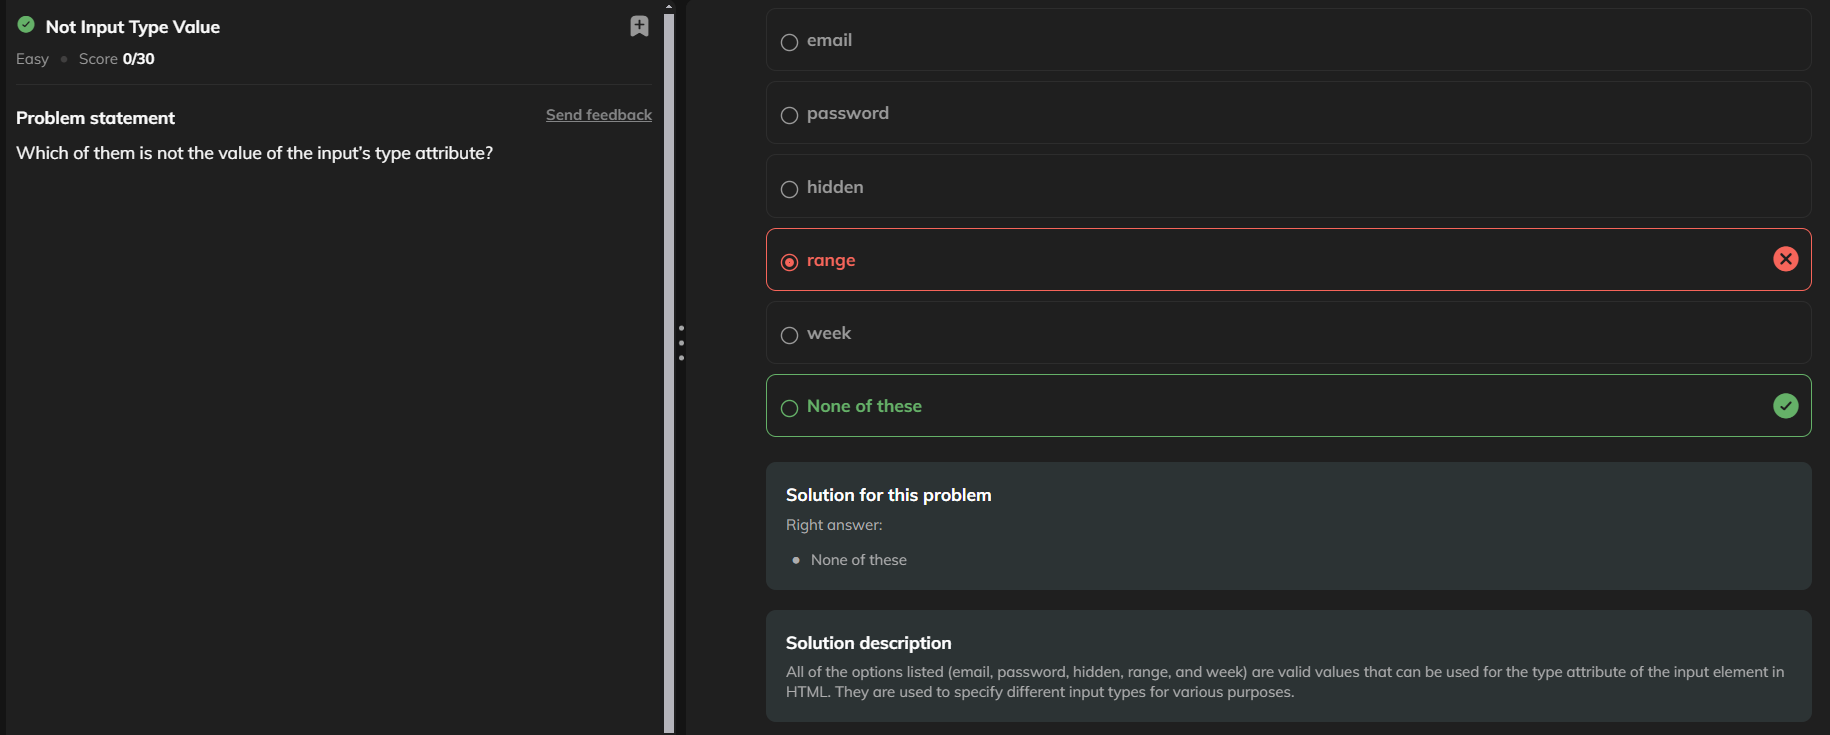 Not Input Type Value
Easy • Score 0/30
Problem statement
Send feedback
Which of them is not the value of the input's type attribute?
email
password
hidden
range
week
None of these
Solution for this problem
Right answer:
• None of these
Solution description
All of the options listed (email, password, hidden, range, and week) are valid values that can be used for the type attribute of the input element in
HTML. They are used to specify different input types for various purposes.